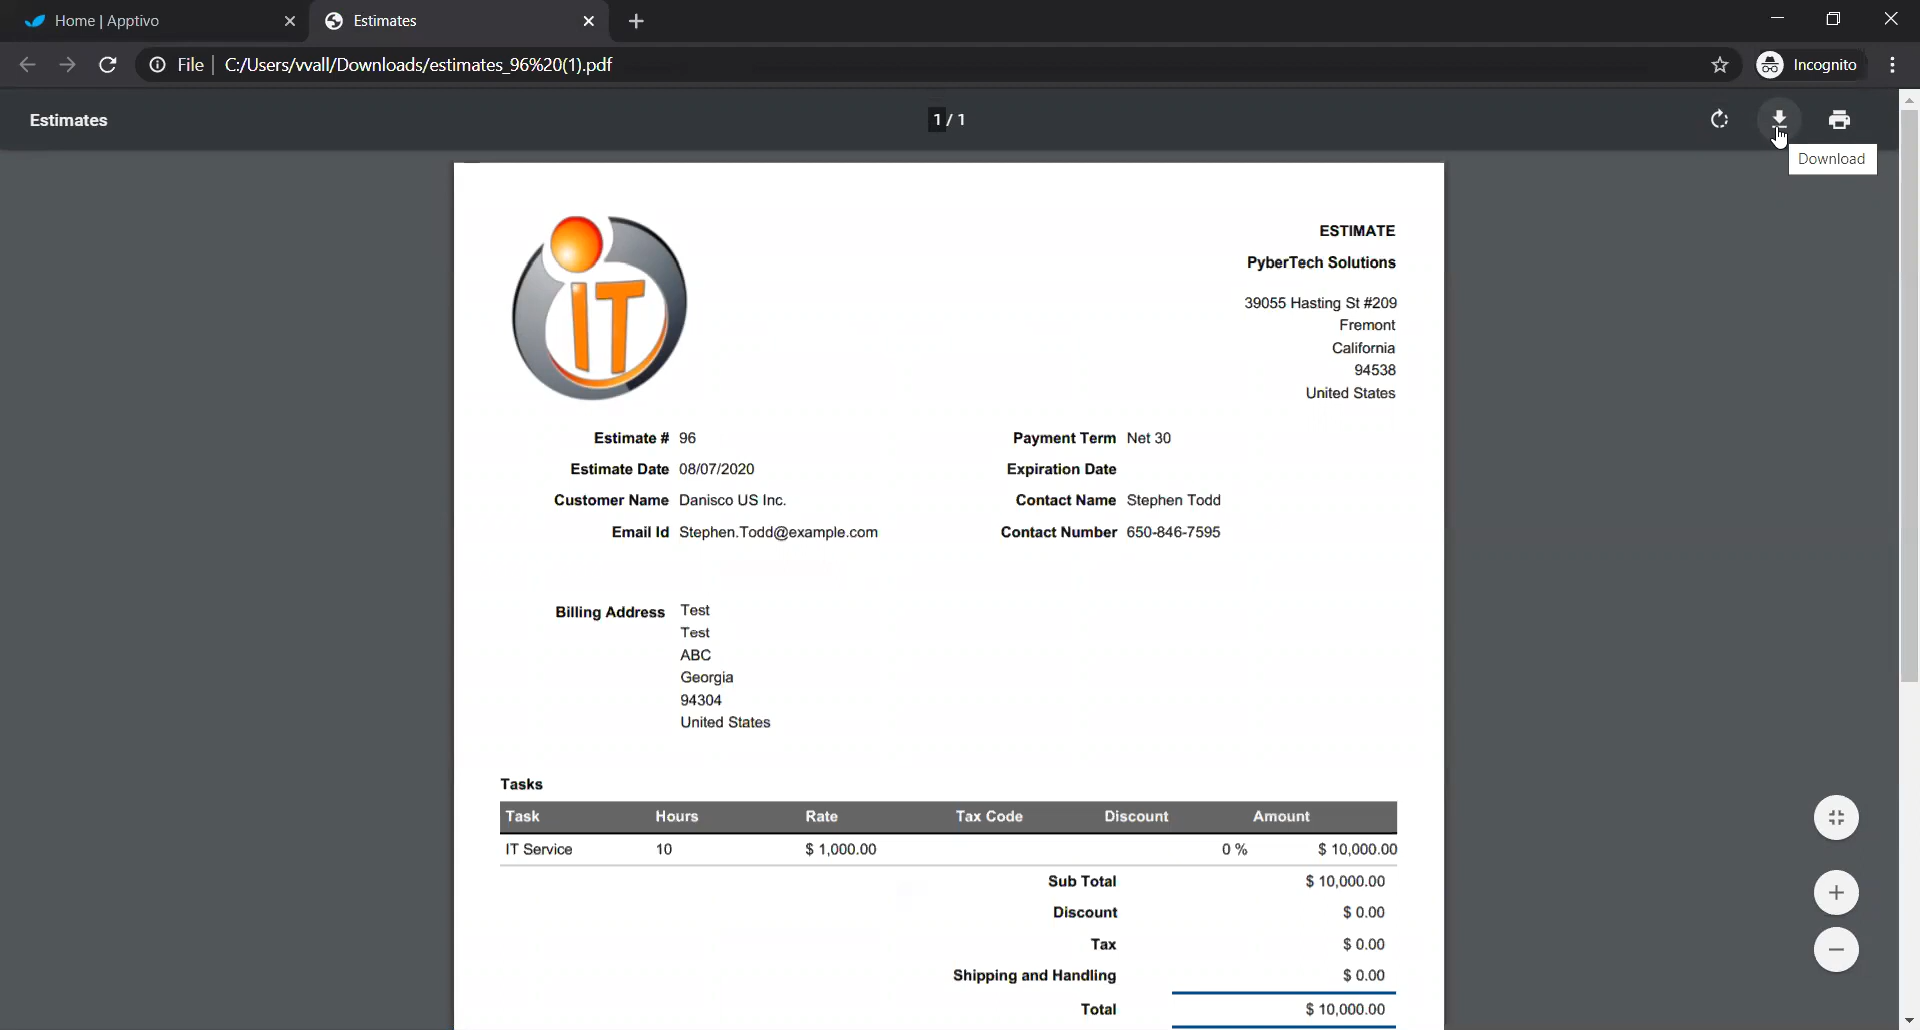 Home | Apptivo
Estimates
File
C:/Users/vvall/Downloads/estimates_96%20(1).pdf
Incognito
Estimates
1 / 1
Download
IT
ESTIMATE
PyberTech Solutions
39055 Hasting St #209
Fremont
California
94538
United States
Estimate # 96
Payment Term Net 30
Estimate Date 08/07/2020
Expiration Date
Customer Name Danisco US Inc.
Contact Name Stephen Todd
Email Id Stephen.Todd@example.com
Contact Number 650-846-7595
Billing Address Test
Test
ABC
Georgia
94304
United States
Tasks
Task Hours Rate Tax Code Discount Amount
IT Service 10 $ 1,000.00 0 % $ 10,000.00
Sub Total $ 10,000.00
Discount $ 0.00
Tax $ 0.00
Shipping and Handling $ 0.00
Total $ 10,000.00